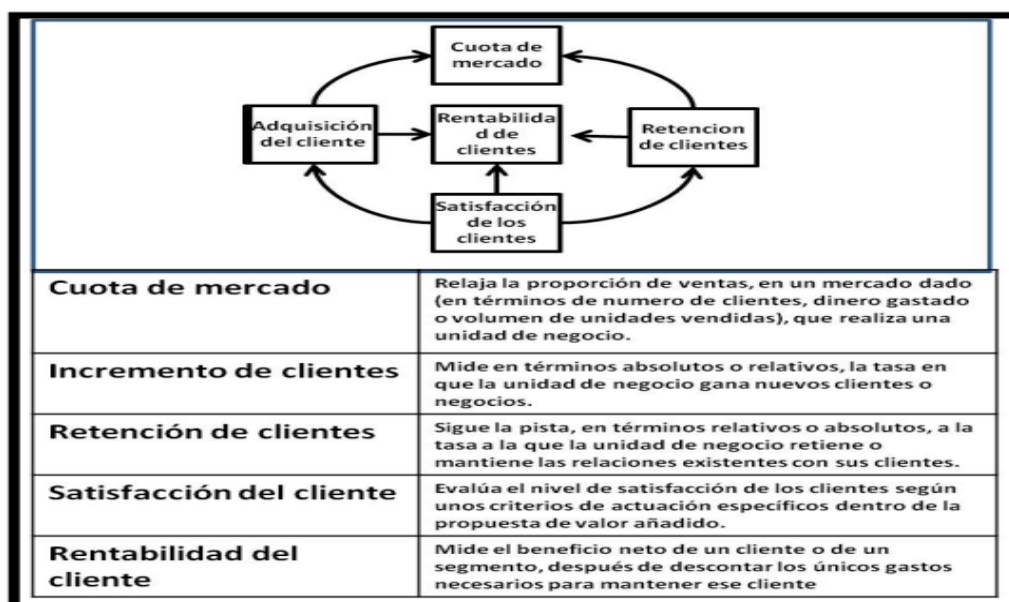 Cuota de
mercado
Adquisición
del cliente
Rentabilida
d de
clientes
Retencion
de clientes
Satisfacción
de los
clientes
Cuota de mercado
Relaja la proporción de ventas, en un mercado dado
(en términos de numero de clientes, dinero gastado
o volumen de unidades vendidas), que realiza una
unidad de negocio.
Incremento de clientes
Mide en términos absolutos o relativos, la tasa en
que la unidad de negocio gana nuevos clientes o
negocios.
Retención de clientes
Sigue la pista, en términos relativos o absolutos, a la
tasa a la que la unidad de negocio retiene o
mantiene las relaciones existentes con sus clientes.
Satisfacción del cliente
Evalúa el nivel de satisfacción de los clientes según
unos criterios de actuación específicos dentro de la
propuesta de valor añadido.
Rentabilidad del
cliente
Mide el beneficio neto de un cliente o de un
segmento, después de descontar los únicos gastos
necesarios para mantener ese cliente